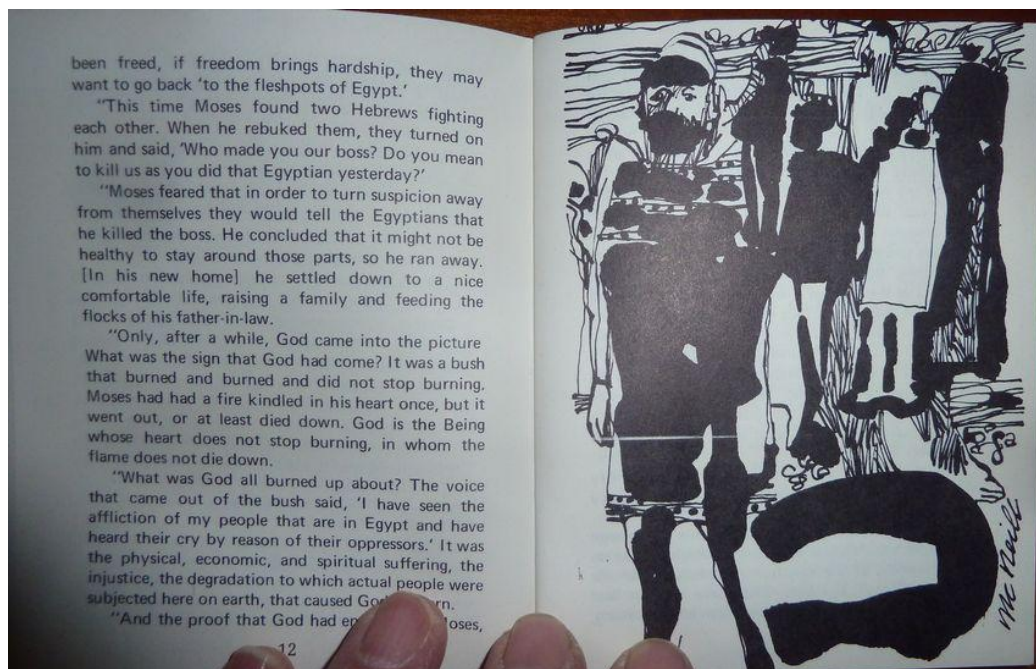 been freed, if freedom brings hardship, they may
want to go back ‘to the fleshpots of Egypt.’
“This time Moses found two Hebrews fighting
each other. When he rebuked them, they turned on
him and said, ‘Who made you our boss? Do you mean
to kill us as you did that Egyptian yesterday?’
“Moses feared that in order to turn suspicion away
from themselves they would tell the Egyptians that
he killed the boss. He concluded that it might not be
healthy to stay around those parts, so he ran away.
[In his new home] he settled down to a nice
comfortable life, raising a family and feeding the
flocks of his father-in-law.
“Only, after a while, God came into the picture
What was the sign that God had come? It was a bush
that burned and burned and did not stop burning.
Moses had had a fire kindled in his heart once, but it
went out, or at least died down. God is the Being
whose heart does not stop burning, in whom the
flame does not die down.
“What was God all burned up about? The voice
that came out of the bush said, ‘I have seen the
affliction of my people that are in Egypt and have
heard their cry by reason of their oppressors.’ It was
the physical, economic, and spiritual suffering, the
injustice, the degradation to which actual people were
subjected here on earth, that caused
“And the proof that God had
12
McNeill